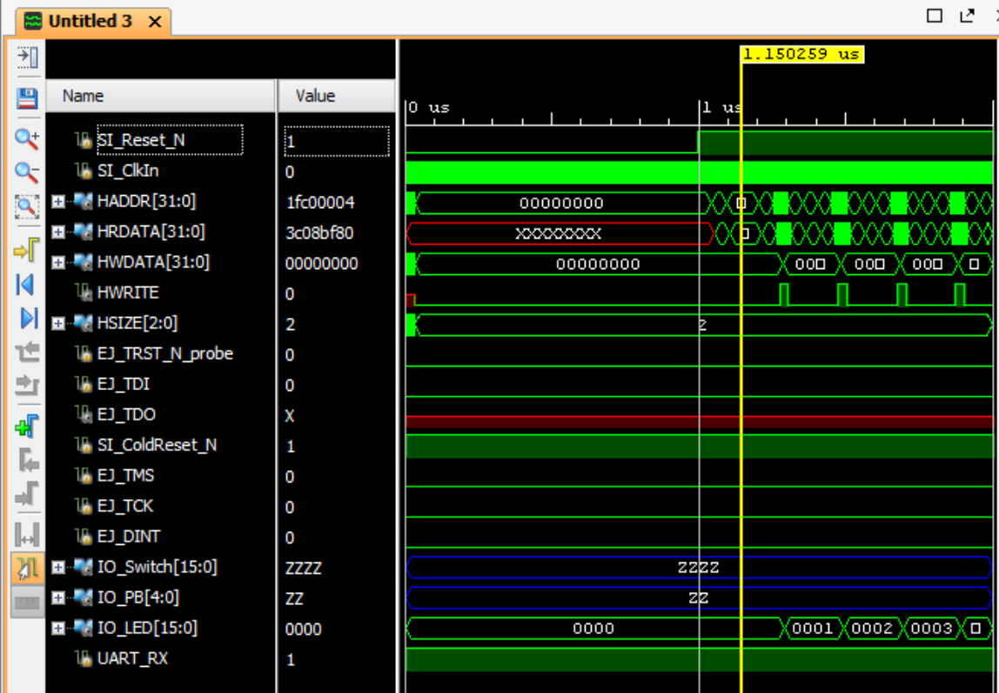 Untitled 3
1.150259 us
Name Value
0 us 1 us
SI_Reset_N 1
SI_ClkIn 0
HADDR[31:0] 1fc00004 00000000
HRDATA[31:0] 3c08bf80 XXXXXXXX
HWDATA[31:0] 00000000 00000000 00 00 00
HWRITE 0
HSIZE[2:0] 2 2
EJ_TRST_N_probe 0
EJ_TDI 0
EJ_TDO X
SI_ColdReset_N 1
EJ_TMS 0
EJ_TCK 0
EJ_DINT 0
IO_Switch[15:0] ZZZZ ZZZZ
IO_PB[4:0] ZZ ZZ
IO_LED[15:0] 0000 0000 0001 0002 0003
UART_RX 1